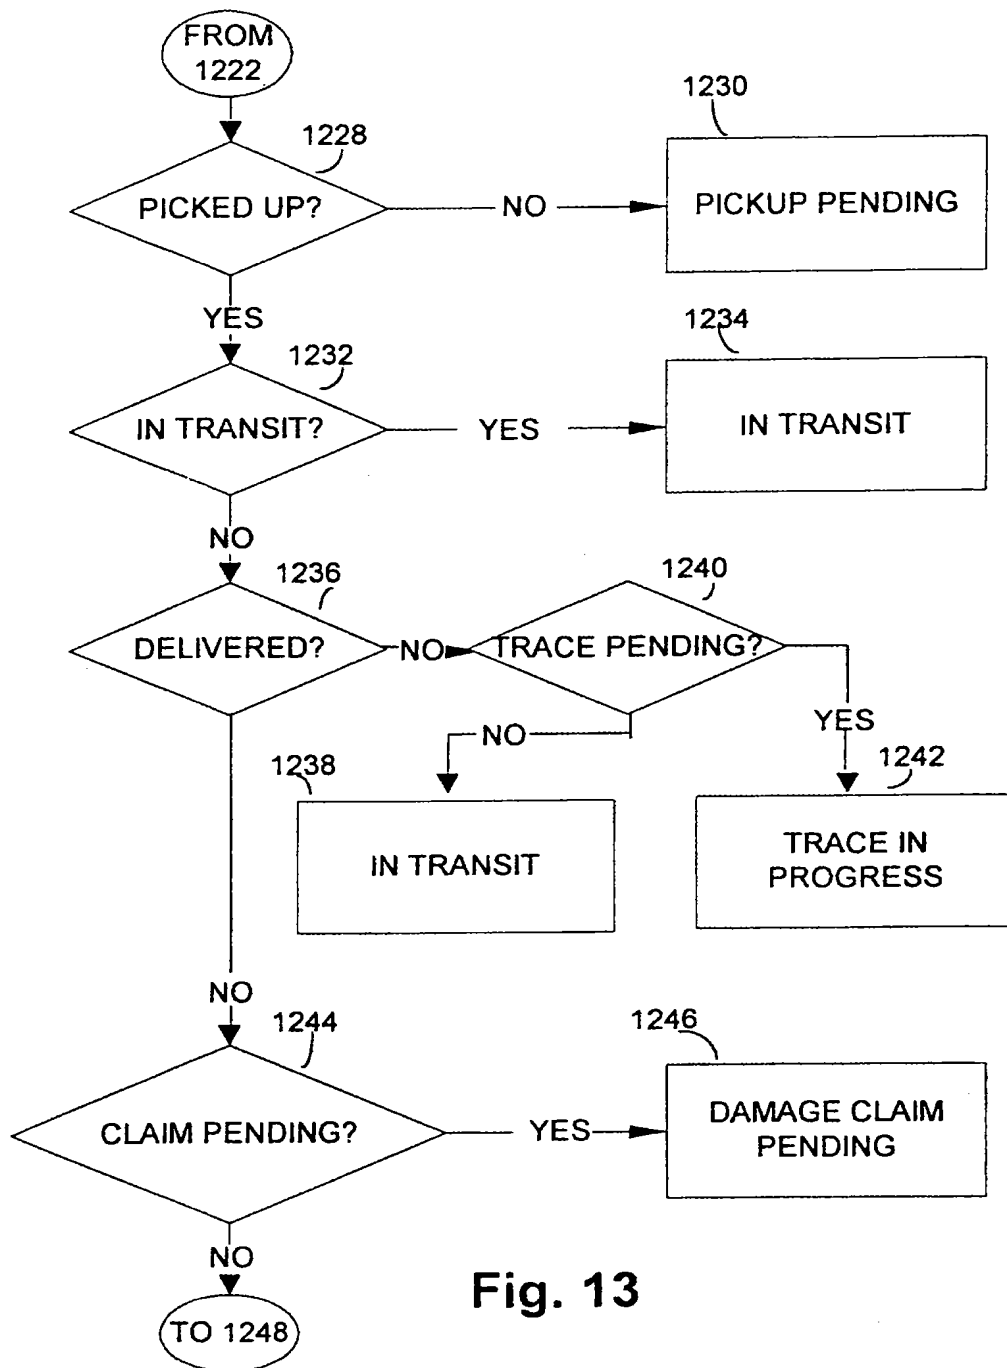 FROM
1222
1228
PICKED UP?
NO
1230
PICKUP PENDING
YES
1232
IN TRANSIT?
YES
1234
IN TRANSIT
NO
1236
DELIVERED?
NO
1240
TRACE PENDING?
NO
YES
1238
IN TRANSIT
1242
TRACE IN
PROGRESS
NO
1244
CLAIM PENDING?
YES
1246
DAMAGE CLAIM
PENDING
NO
TO 1248
Fig. 13